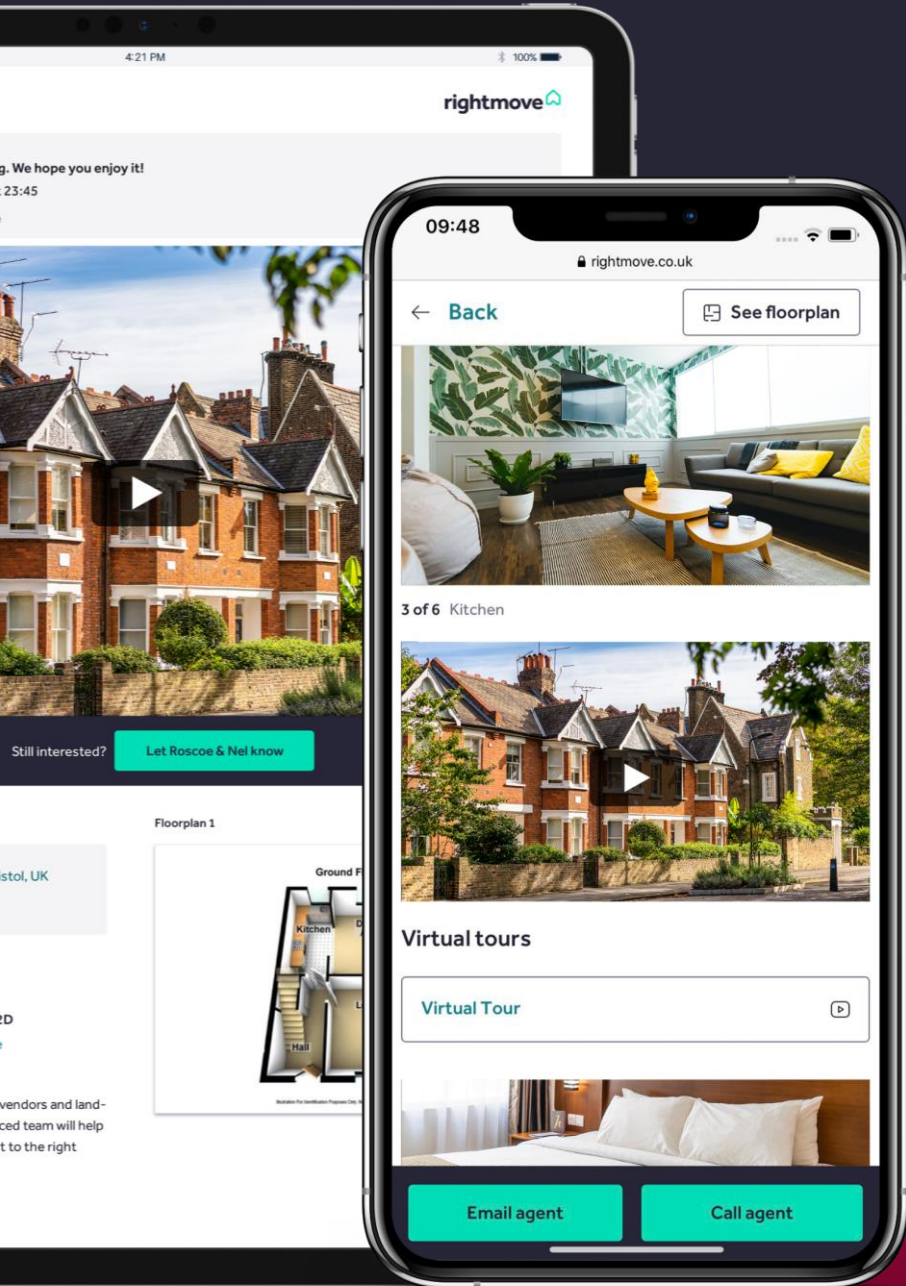 4:21 PM
100%
rightmove
g. We hope you enjoy it!
23:45
Still interested?
Let Roscoe & Nel know
Floorplan 1
istol, UK
Ground F
Kitchen
D
L
Hall
2D
e
vendors and land-
ced team will help
t to the right
09:48
rightmove.co.uk
← Back
See floorplan
3 of 6 Kitchen
Virtual tours
Virtual Tour
Email agent
Call agent